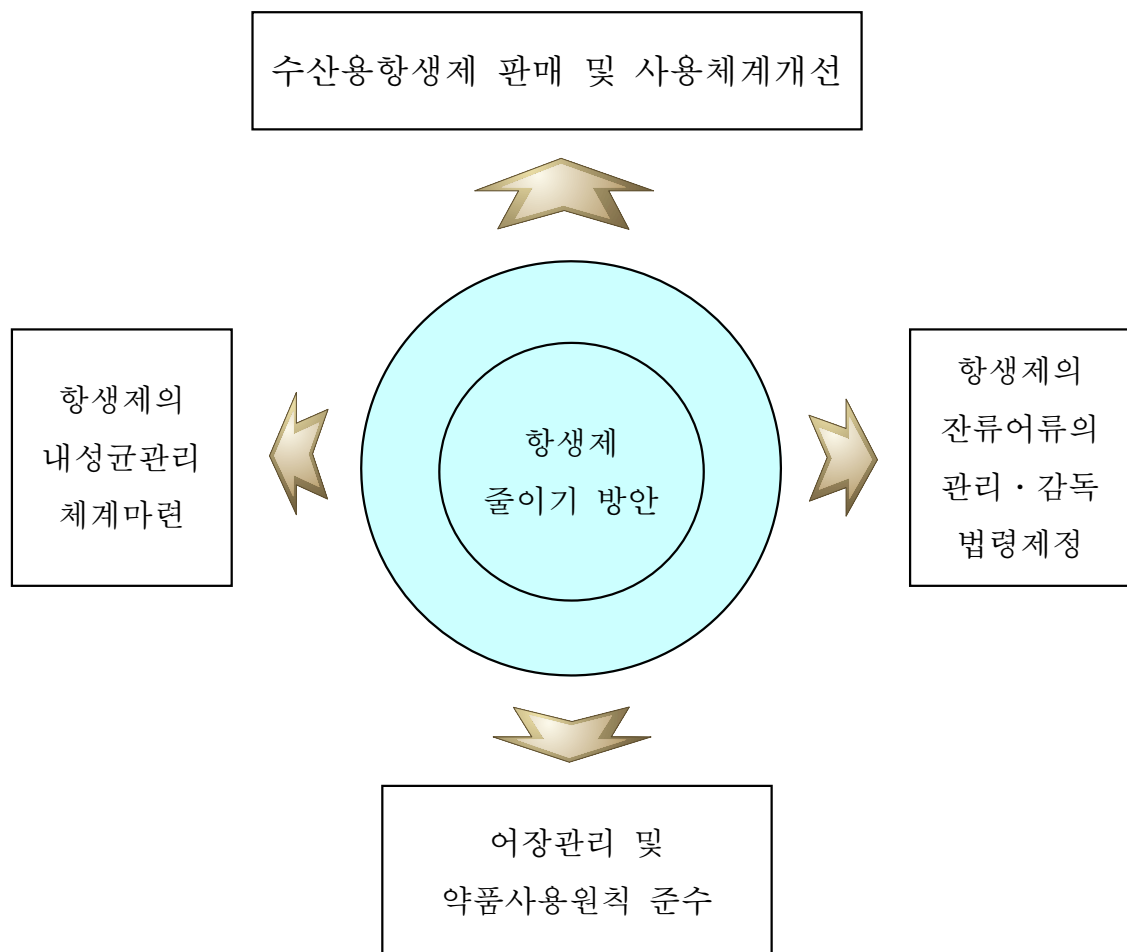 수산용항생제 판매 및 사용체계개선
항생제의
내성균관리
체계마련
항생제
줄이기 방안
항생제의
잔류어류의
관리·감독
법령제정
어장관리 및
약품사용원칙 준수